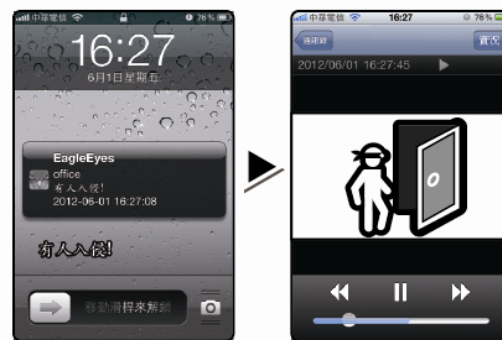 中華電信
76%
16:27
6月1日星期五
EagleEyes
office
有人入侵!
2012-06-01 16:27:08
有人入侵!
移動滑桿來解鎖
中華電信
16:27
76%
實況
2012/06/01 16:27:45